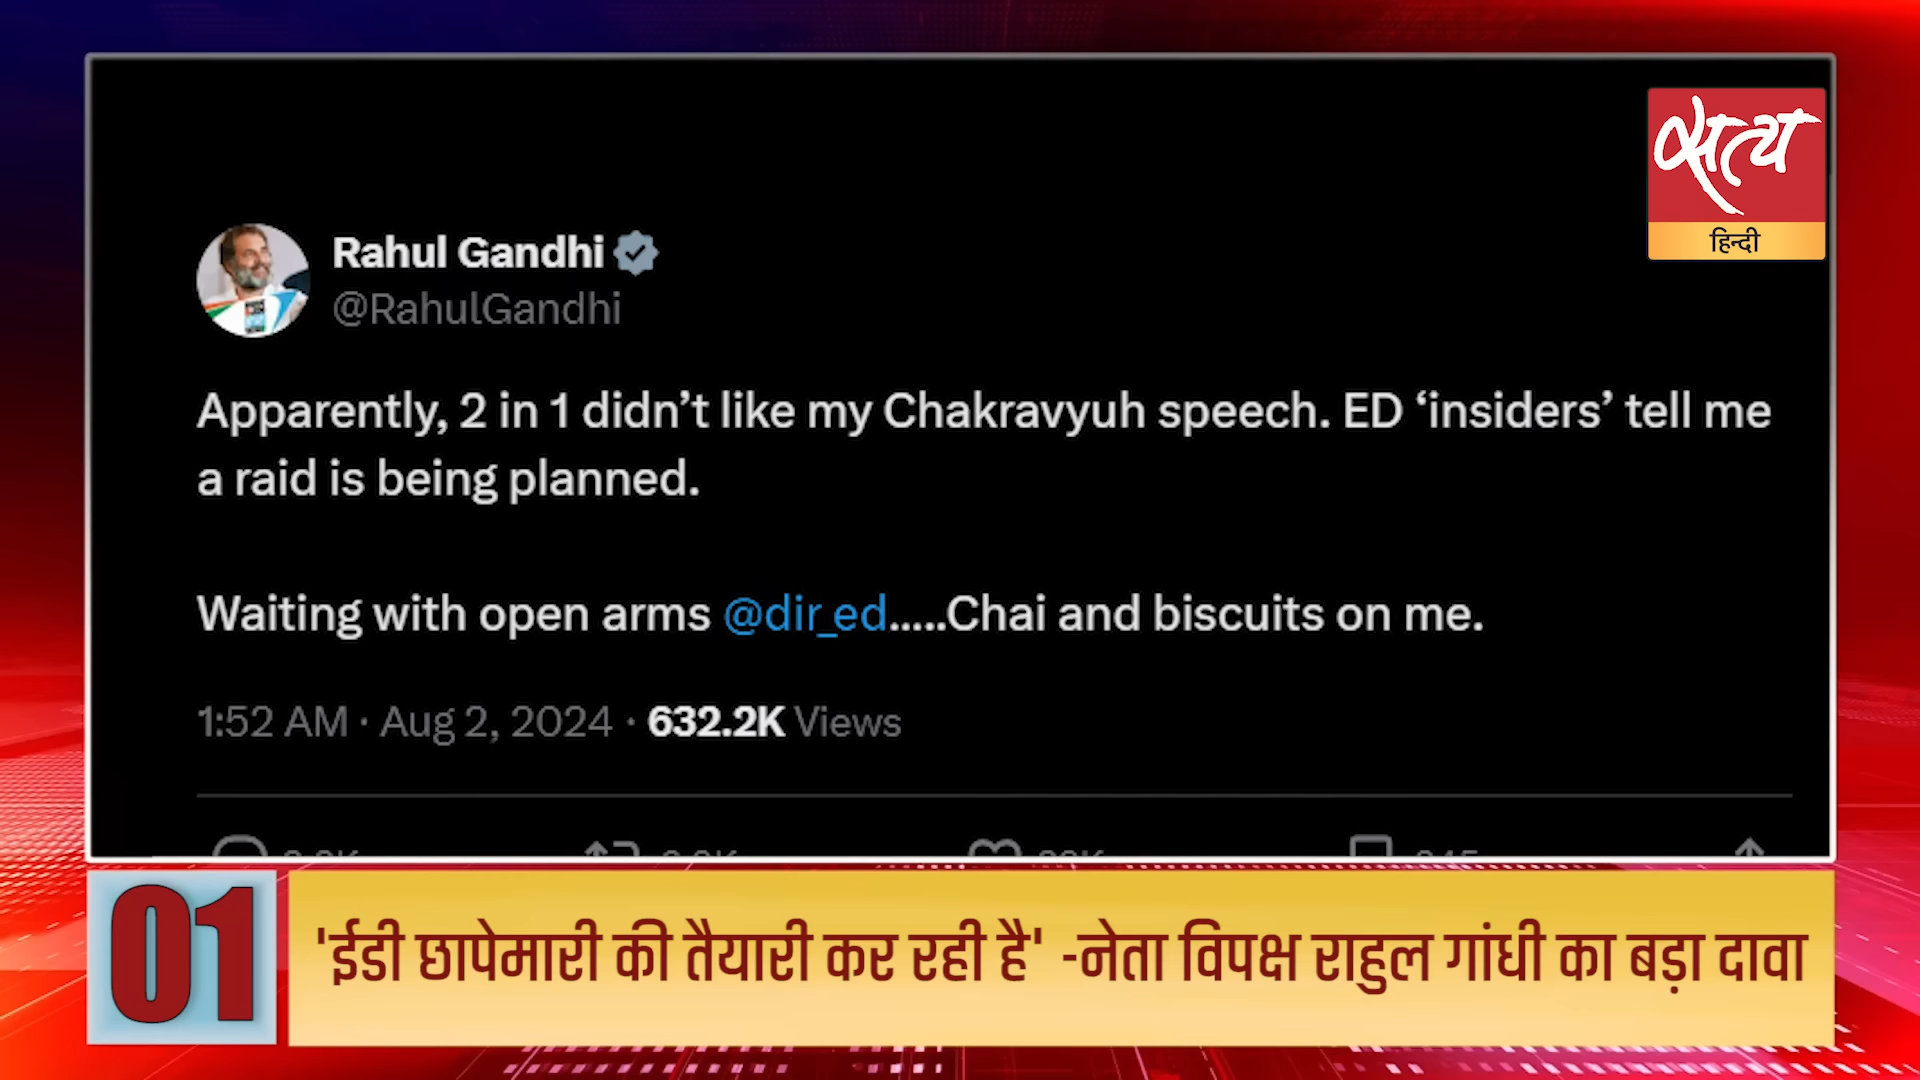 सत्य
हिन्दी
Rahul Gandhi
@RahulGandhi
Apparently, 2 in 1 didn’t like my Chakravyuh speech. ED ‘insiders’ tell me
a raid is being planned.
Waiting with open arms @dir_ed.....Chai and biscuits on me.
1:52 AM · Aug 2, 2024 · 632.2K Views
01
'ईडी छापेमारी की तैयारी कर रही है' -नेता विपक्ष राहुल गांधी का बड़ा दावा